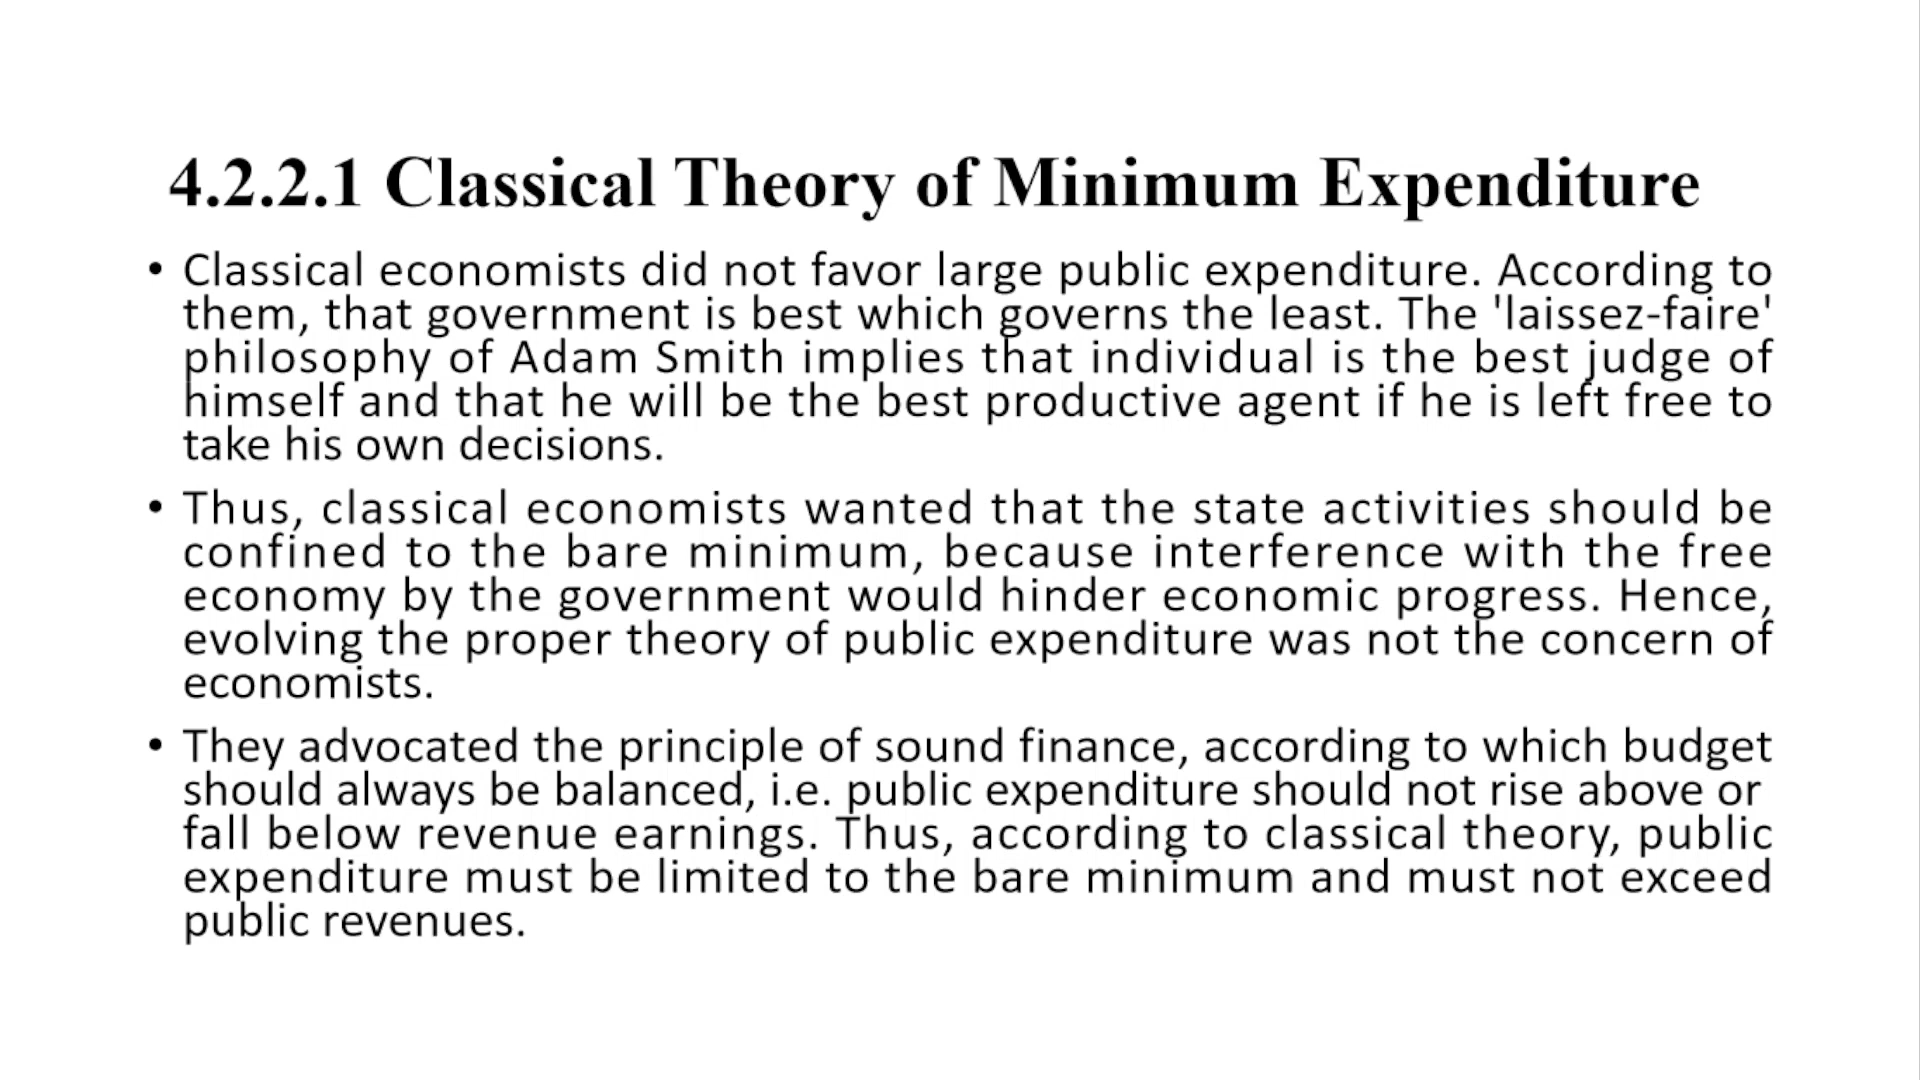 4.2.2.1 Classical Theory of Minimum Expenditure
• Classical economists did not favor large public expenditure. According to
them, that government is best which governs the least. The 'laissez-faire'
philosophy of Adam Smith implies that individual is the best judge of
himself and that he will be the best productive agent if he is left free to
take his own decisions.
• Thus, classical economists wanted that the state activities should be
confined to the bare minimum, because interference with the free
economy by the government would hinder economic progress. Hence,
evolving the proper theory of public expenditure was not the concern of
economists.
• They advocated the principle of sound finance, according to which budget
should always be balanced, i.e. public expenditure should not rise above or
fall below revenue earnings. Thus, according to classical theory, public
expenditure must be limited to the bare minimum and must not exceed
public revenues.